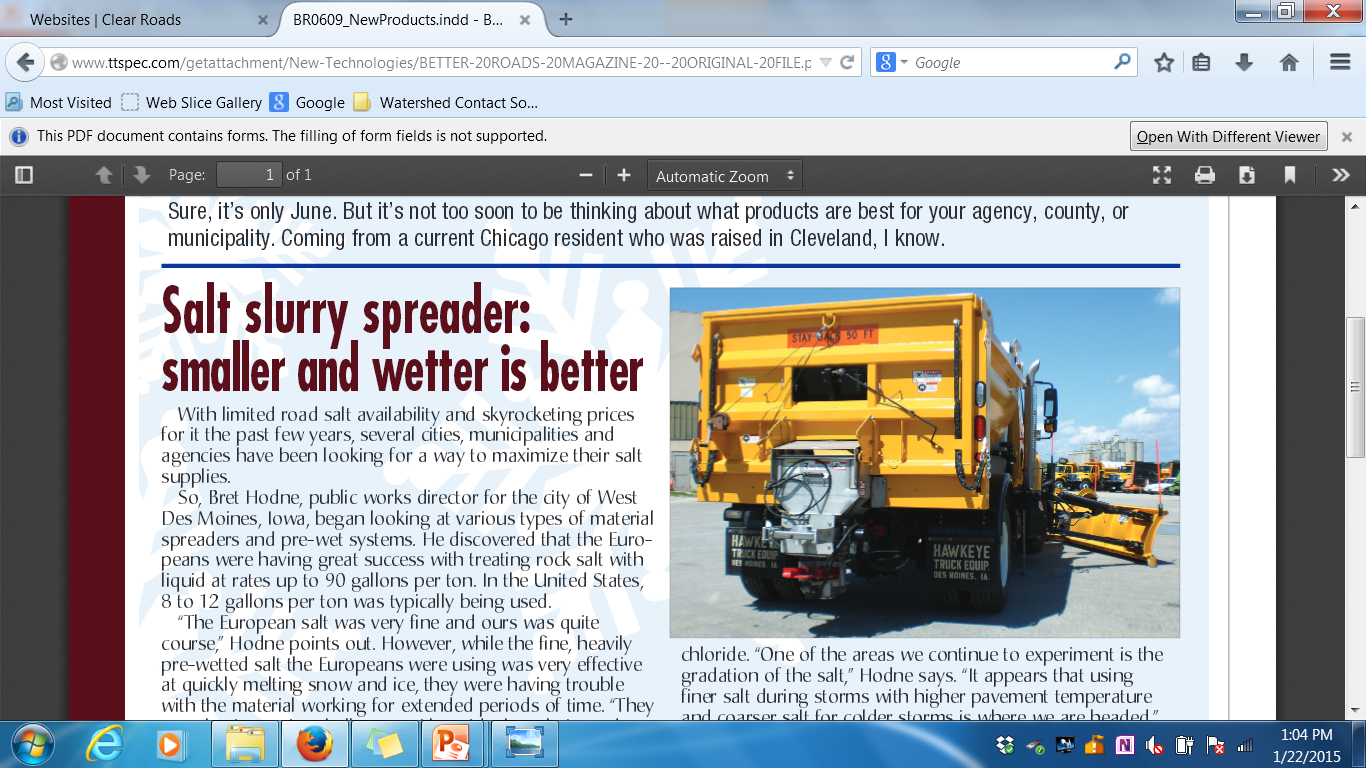 Websites | Clear Roads
BR0609_NewProducts.indd - B...
www.ttspec.com/getattachment/New-Technologies/BETTER-20ROADS-20MAGAZINE-20--20ORIGINAL-20FILE.p
Google
Most Visited
Web Slice Gallery
Google
Watershed Contact So...
This PDF document contains forms. The filling of form fields is not supported.
Open With Different Viewer
Page: 1 of 1
Automatic Zoom
Sure, it's only June. But it's not too soon to be thinking about what products are best for your agency, county, or
municipality. Coming from a current Chicago resident who was raised in Cleveland, I know.
Salt slurry spreader:
smaller and wetter is better
With limited road salt availability and skyrocketing prices
for it the past few years, several cities, municipalities and
agencies have been looking for a way to maximize their salt
supplies.
So, Bret Hodne, public works director for the city of West
Des Moines, Iowa, began looking at various types of material
spreaders and pre-wet systems. He discovered that the Euro-
peans were having great success with treating rock salt with
liquid at rates up to 90 gallons per ton. In the United States,
8 to 12 gallons per ton was typically being used.
“The European salt was very fine and ours was quite
course,” Hodne points out. However, while the fine, heavily
pre-wetted salt the Europeans were using was very effective
at quickly melting snow and ice, they were having trouble
with the material working for extended periods of time. “They
STAY BACK 50 FT
HAWKEYE
TRUCK EQUIP
DES MOINES, IA.
HAWKEYE
TRUCK EQUIP
DES MOINES, IA.
chloride. “One of the areas we continue to experiment is the
gradation of the salt,” Hodne says. “It appears that using
finer salt during storms with higher pavement temperature
and coarser salt for colder storms is where we are headed.”
1:04 PM
1/22/2015